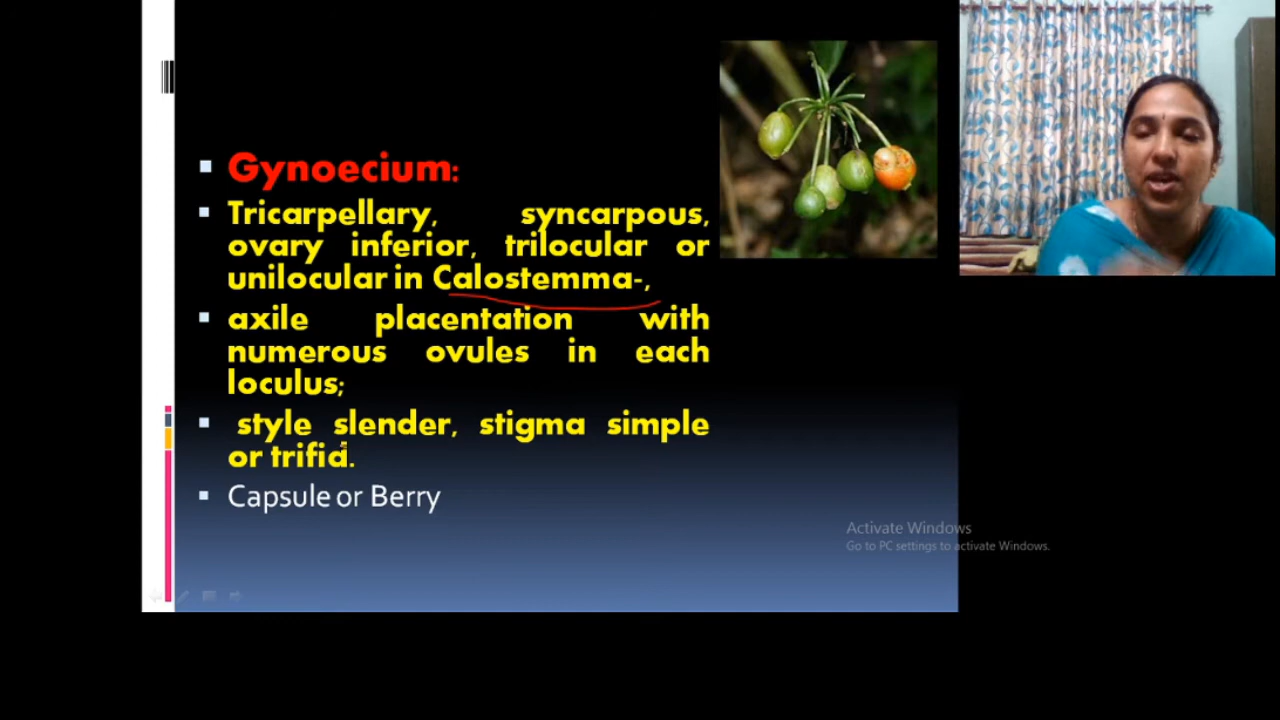 Gynoecium:
Tricarpellary, syncarpous,
ovary inferior, trilocular or
unilocular in Calostemma-,
axile placentation with
numerous ovules in each
loculus;
style slender, stigma simple
or trifid.
Capsule or Berry
Activate Windows
Go to PC settings to activate Windows.